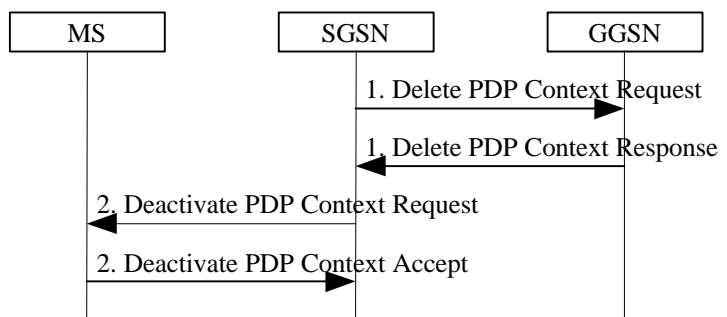 MS SGSN GGSN
1. Delete PDP Context Request
1. Delete PDP Context Response
2. Deactivate PDP Context Request
2. Deactivate PDP Context Accept